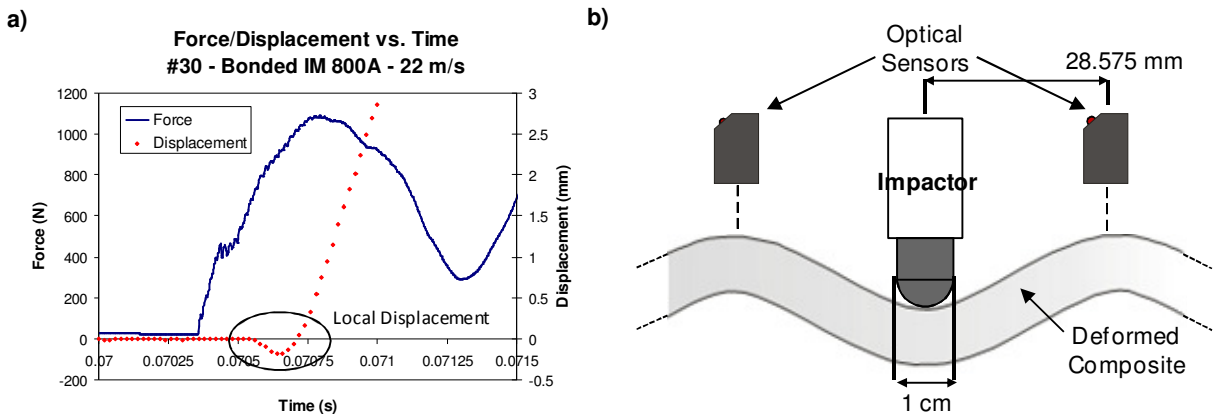 a)
Force/Displacement vs. Time
#30 - Bonded IM 800A - 22 m/s
1200
1000
800
600
400
200
0
-200
Force (N)
Force
Displacement
3
2.5
2
1.5
1
0.5
0
-0.5
Displacement (mm)
Local Displacement
0.07
0.07025
0.0705
0.07075
0.071
0.07125
0.0715
Time (s)
b)
Optical
Sensors
28.575 mm
Impactor
Deformed
Composite
1 cm